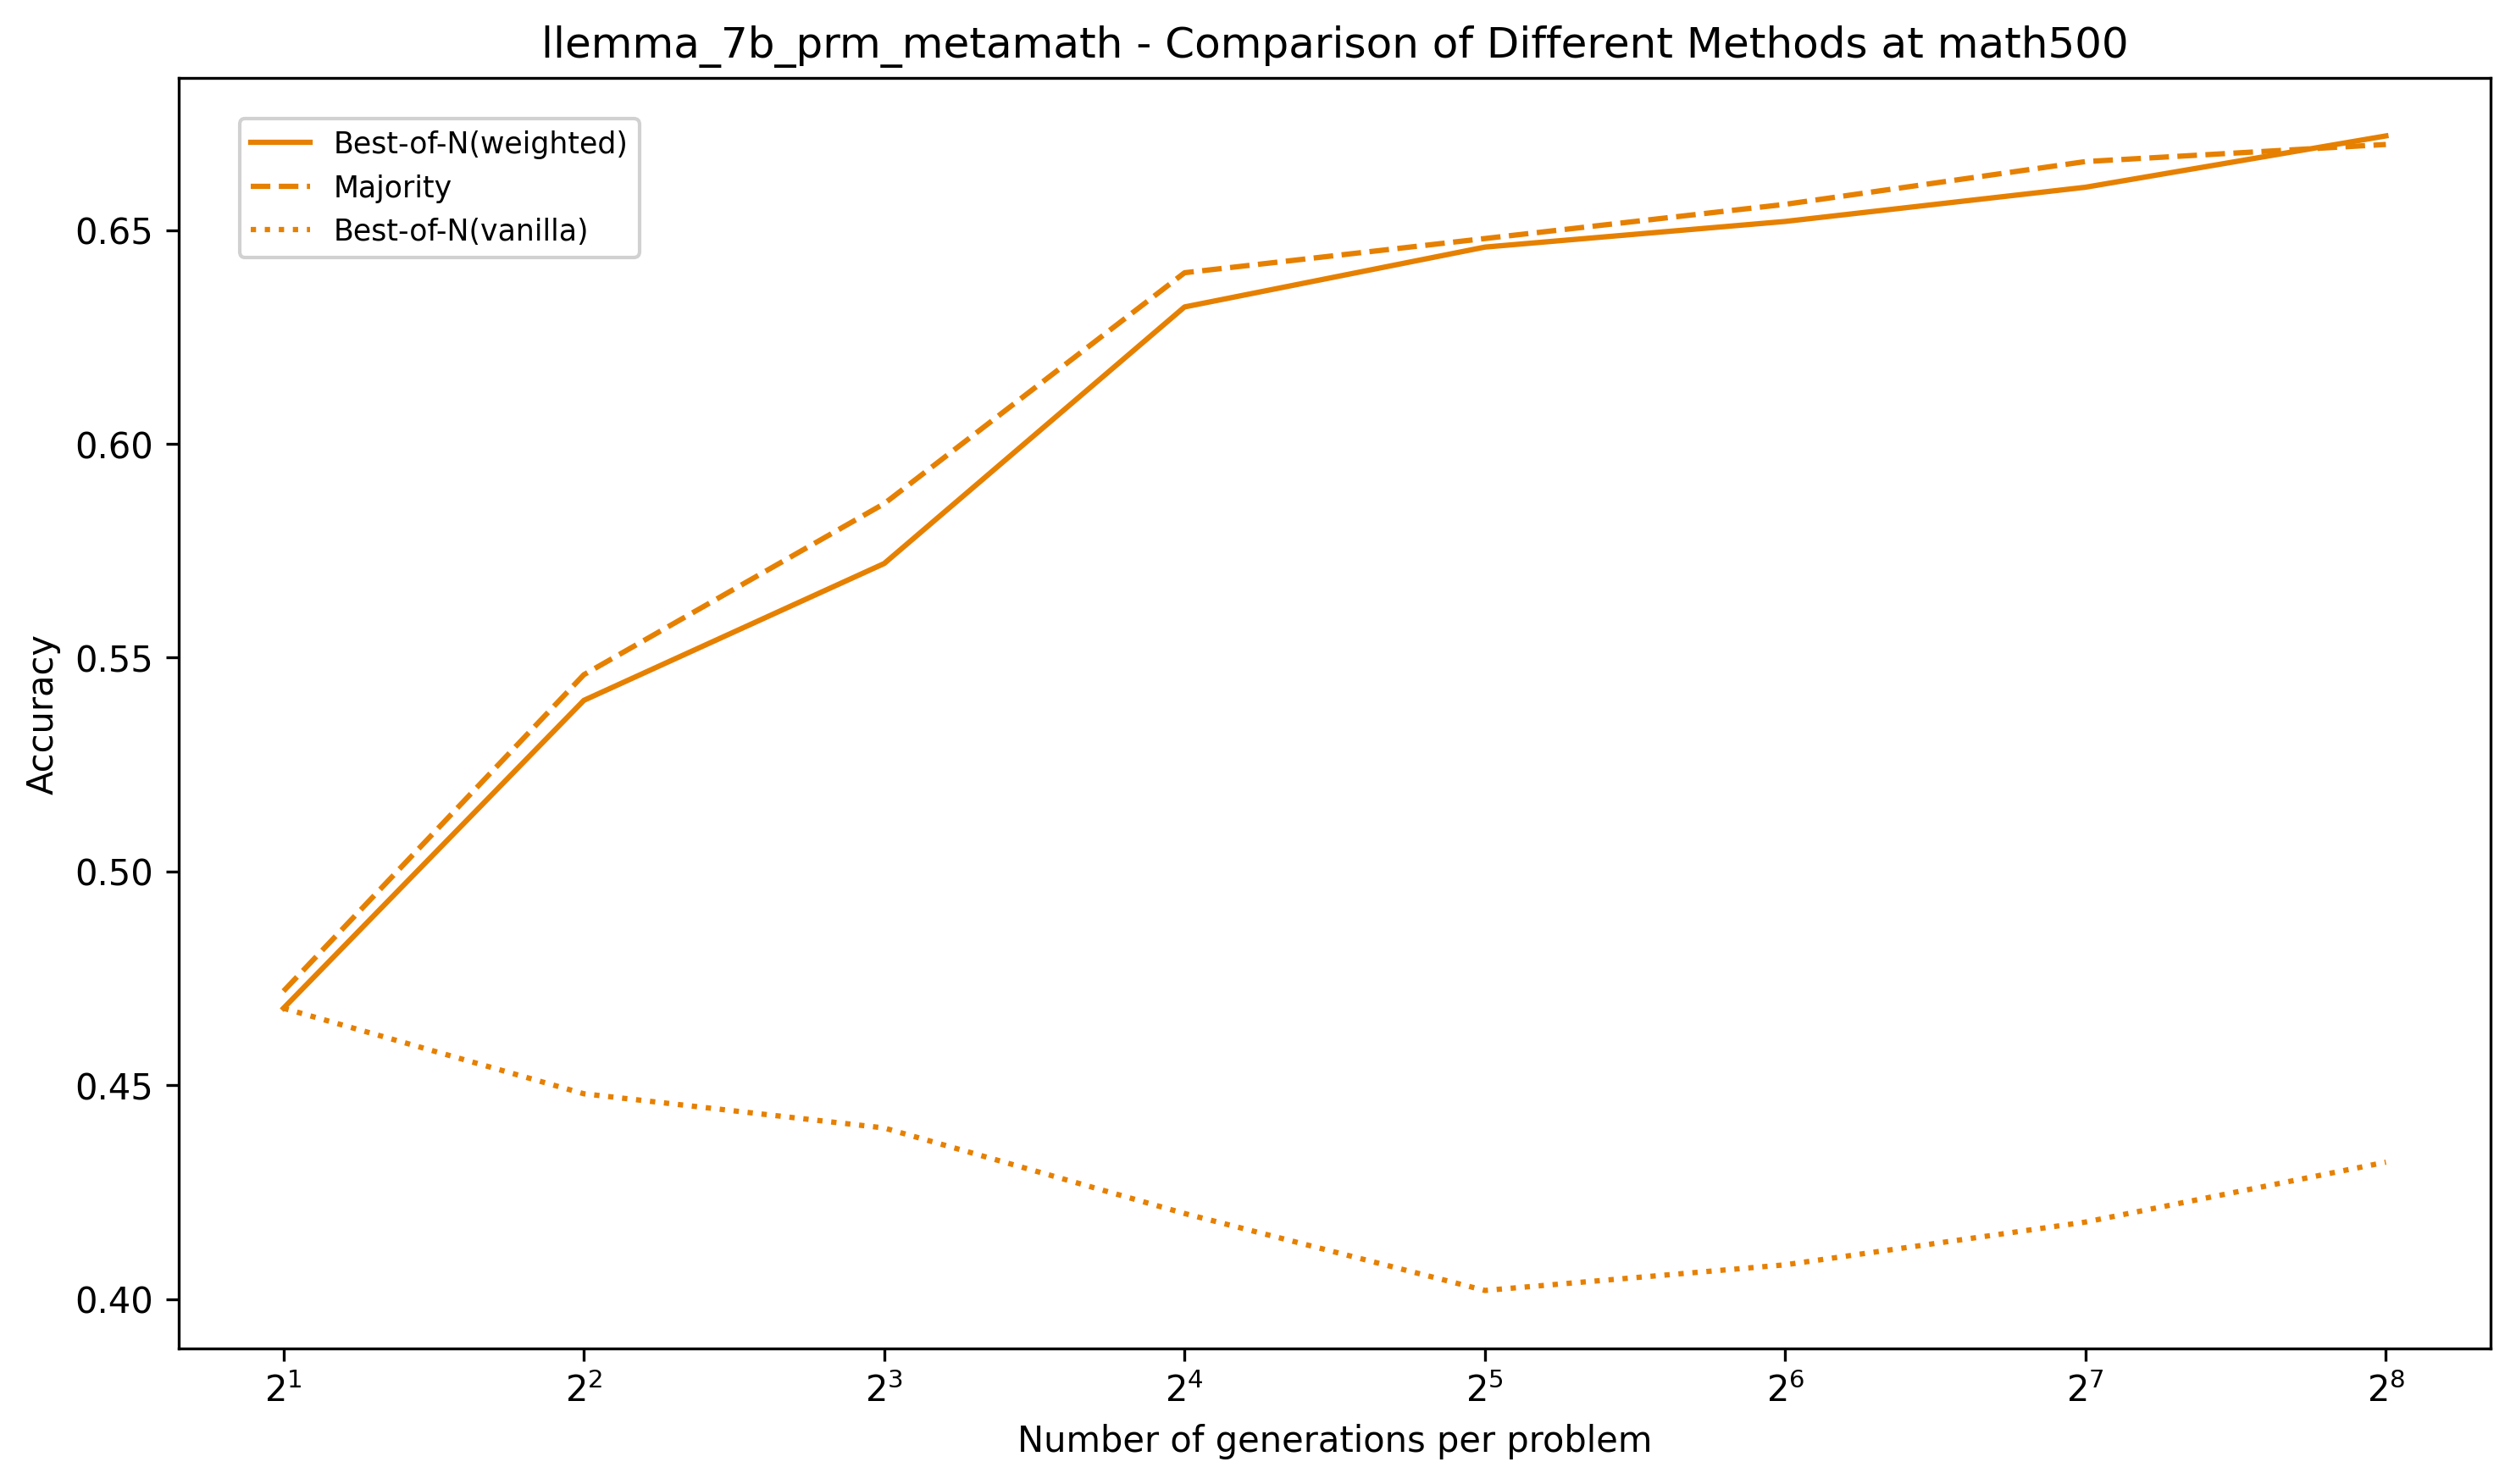 llemma_7b_prm_metamath - Comparison of Different Methods at math500
Best-of-N(weighted)
Majority
Best-of-N(vanilla)
Accuracy
0.65
0.60
0.55
0.50
0.45
0.40
2¹ 2² 2³ 2⁴ 2⁵ 2⁶ 2⁷ 2⁸
Number of generations per problem